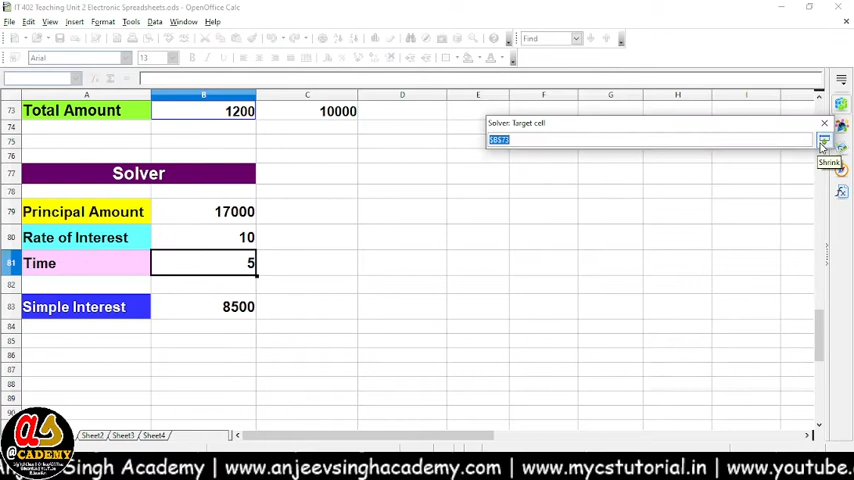 IT 402 Teaching Unit 2 Electronic Spreadsheets.ods - OpenOffice Calc
File Edit View Insert Format Tools Data Window Help
Find
Arial 13
A B C D E F G H I
73 Total Amount 1200 10000
Solver: Target cell
$B$73
Shrink
74
75
76
77 Solver
78
79 Principal Amount 17000
80 Rate of Interest 10
81 Time 5
82
83 Simple Interest 8500
84
85
86
87
88
89
90
Sheet2 Sheet3 Sheet4
as
@CADEMY
Singh Academy | www.anjeevsinghacademy.com | www.mycstutorial.in | www.youtube.c